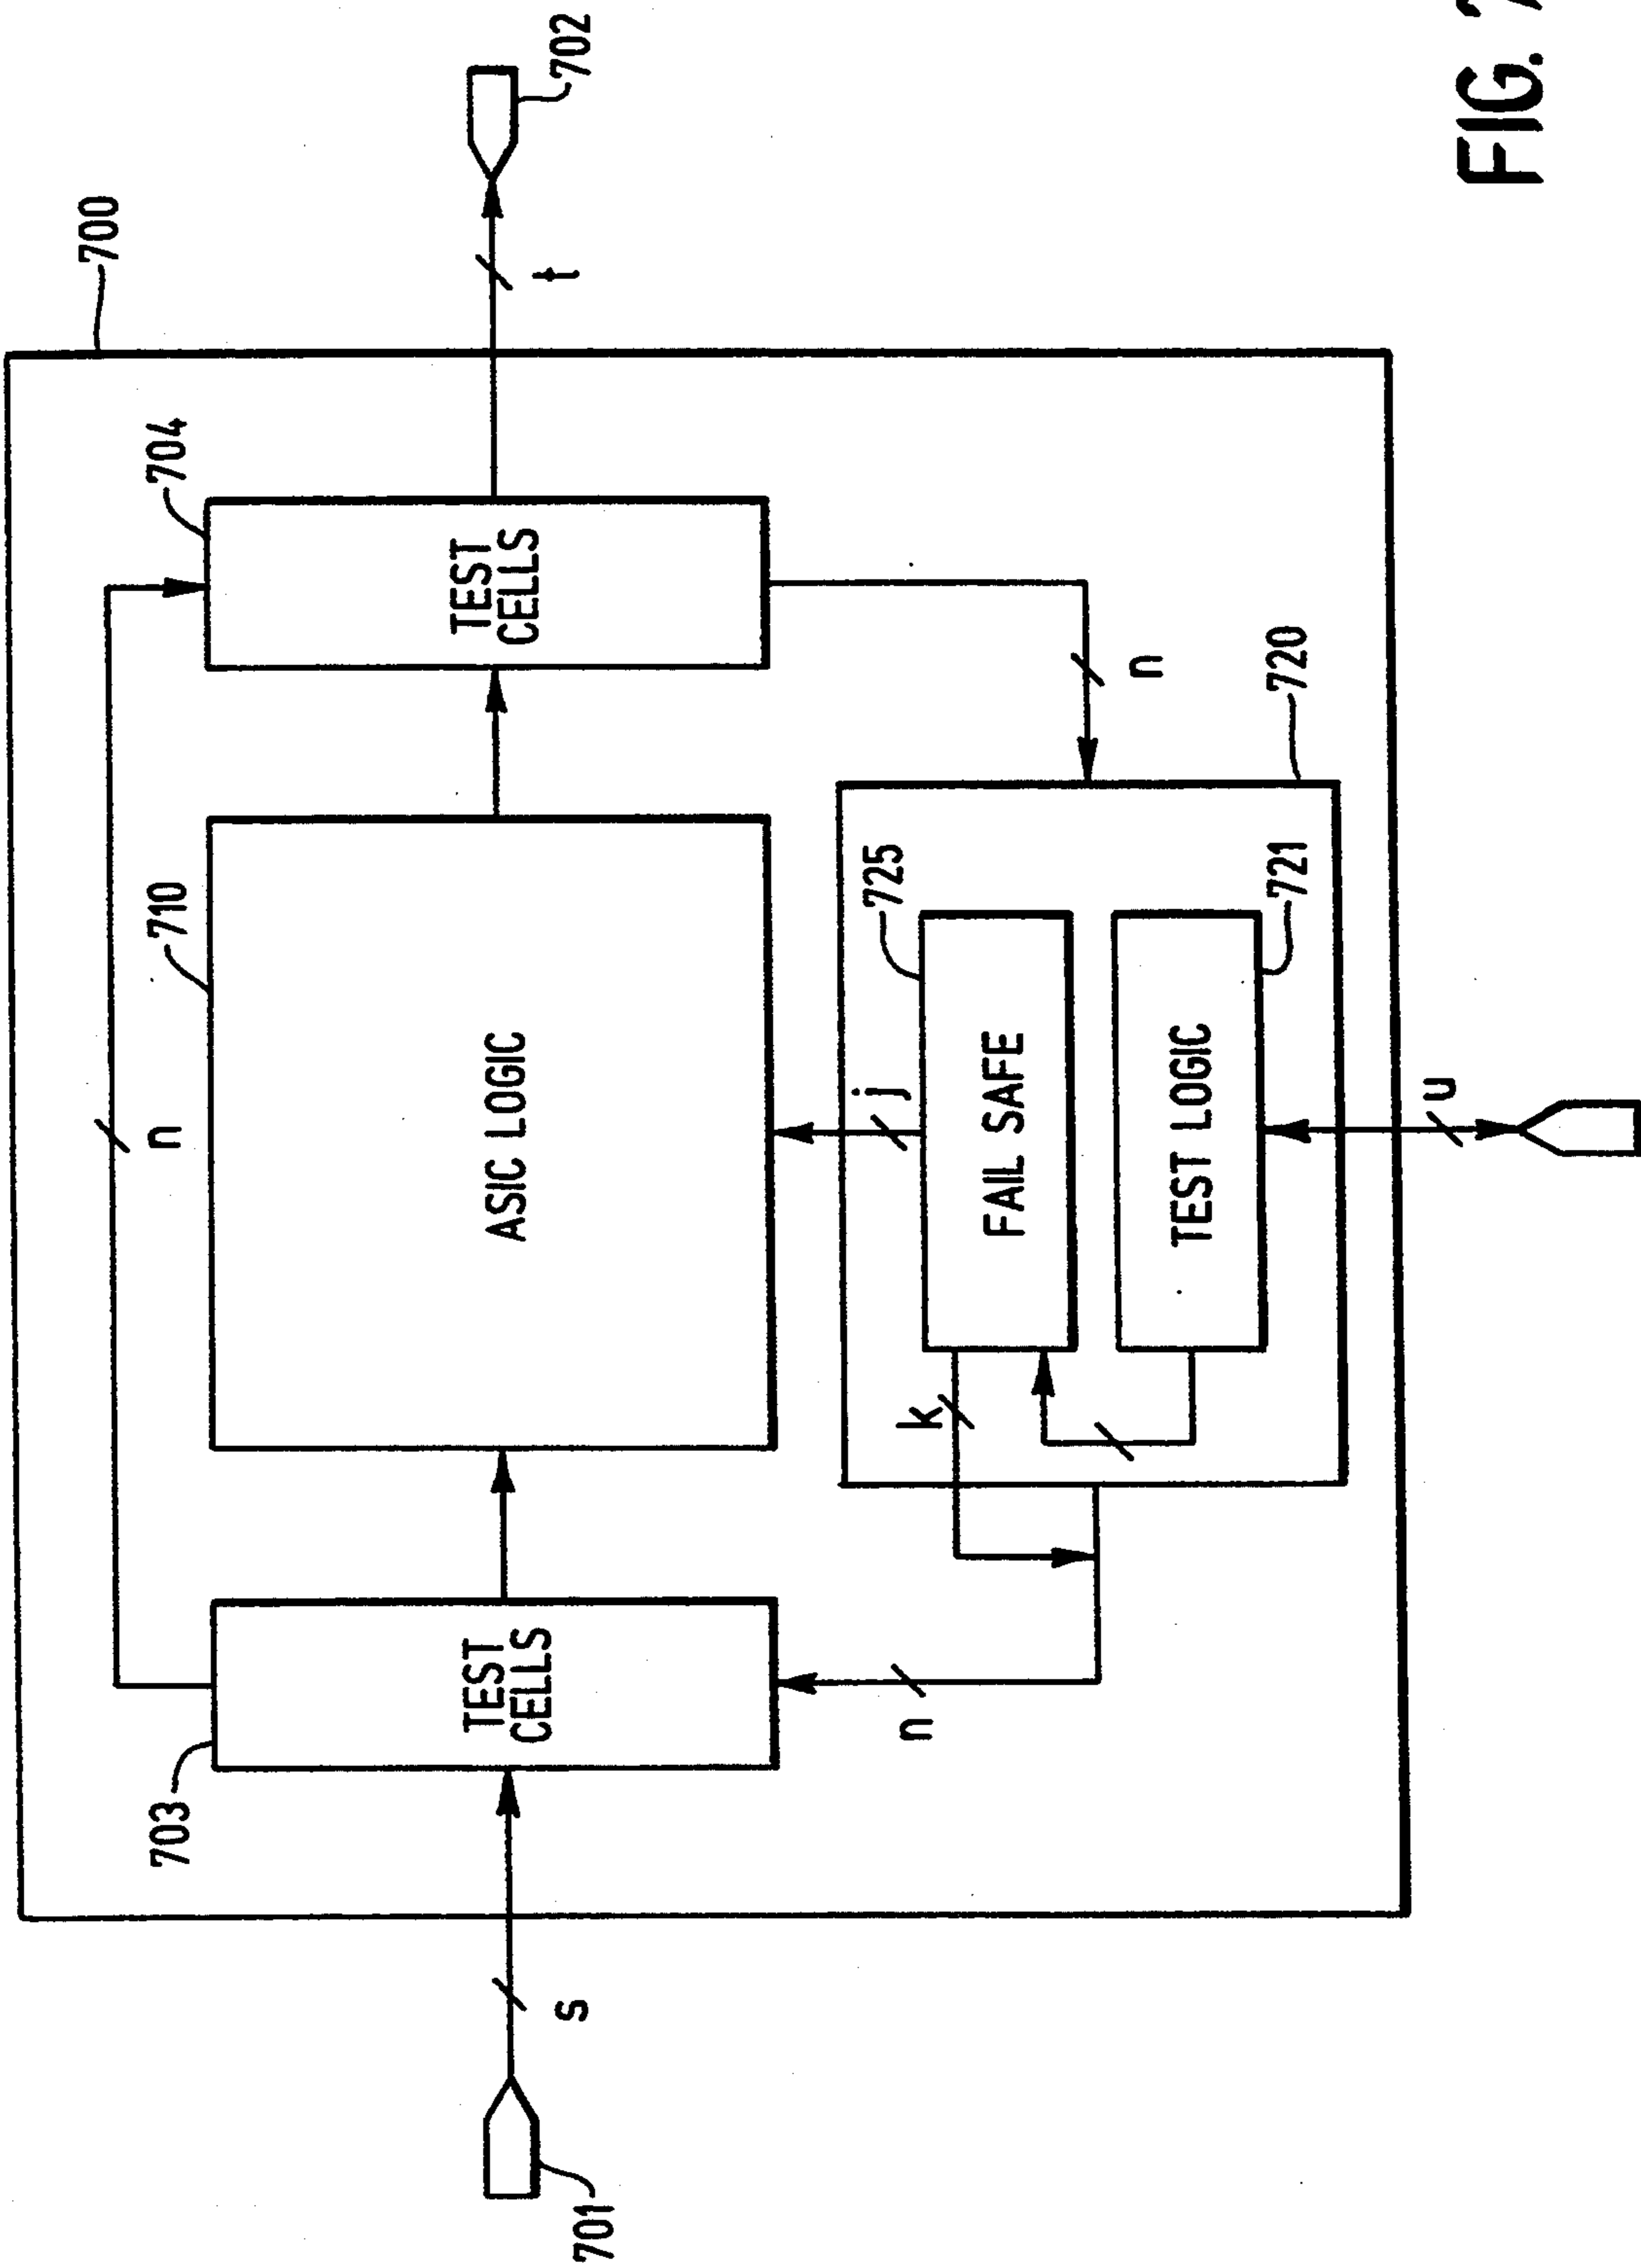 700
n
703
TEST
CELLS
710
ASIC LOGIC
704
TEST
CELLS
701
s
702
t
n
k
j
725
FAIL SAFE
n
720
721
TEST LOGIC
u
FIG.